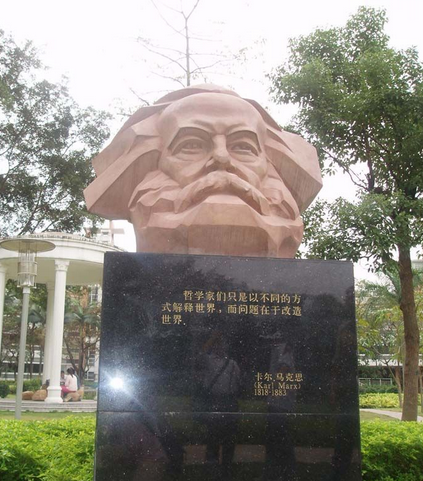 哲学家们只是以不同的方
式解释世界，而问题在于改造
世界、
卡尔.马克思
(Karl Marx)
1818-1883